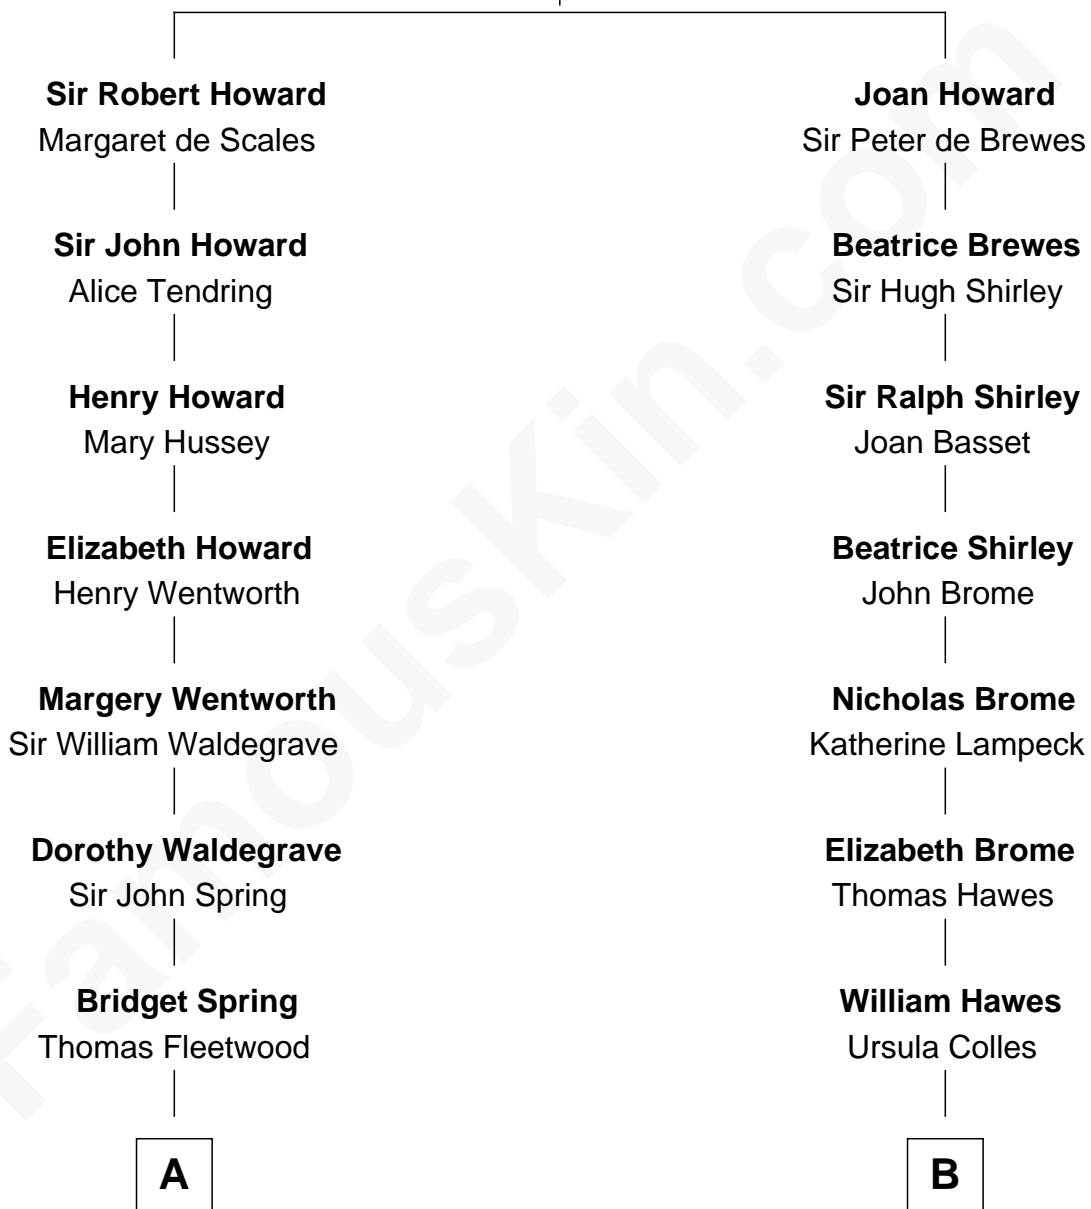 Sir Robert Howard
Margaret de Scales
Sir John Howard
Alice Tendring
Henry Howard
Mary Hussey
Elizabeth Howard
Henry Wentworth
Margery Wentworth
Sir William Waldegrave
Dorothy Waldegrave
Sir John Spring
Bridget Spring
Thomas Fleetwood
A
Joan Howard
Sir Peter de Brewes
Beatrice Brewes
Sir Hugh Shirley
Sir Ralph Shirley
Joan Basset
Beatrice Shirley
John Brome
Nicholas Brome
Katherine Lampeck
Elizabeth Brome
Thomas Hawes
William Hawes
Ursula Colles
B
FamousKin.com